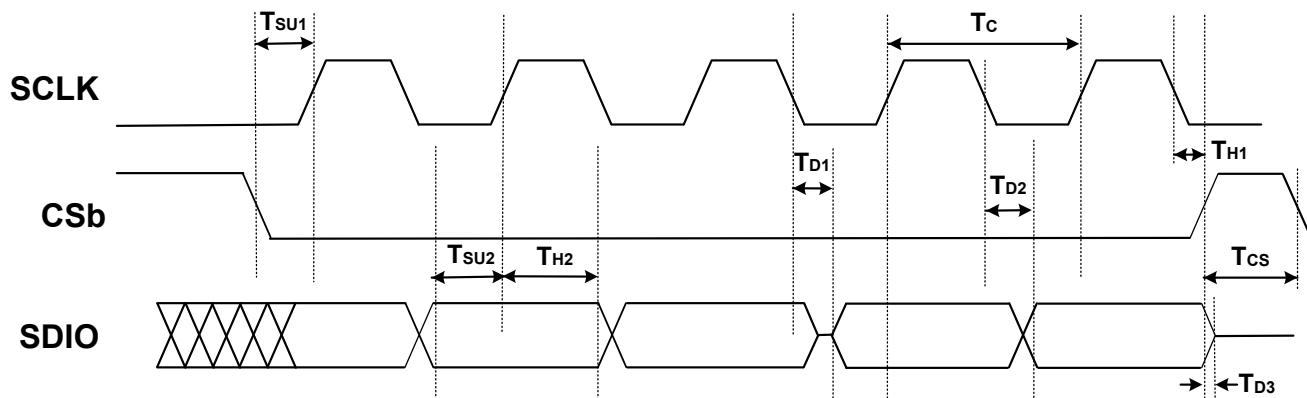 TSU1
TC
SCLK
TD1
TH1
TD2
CSb
TSU2
TH2
TCS
SDIO
TD3